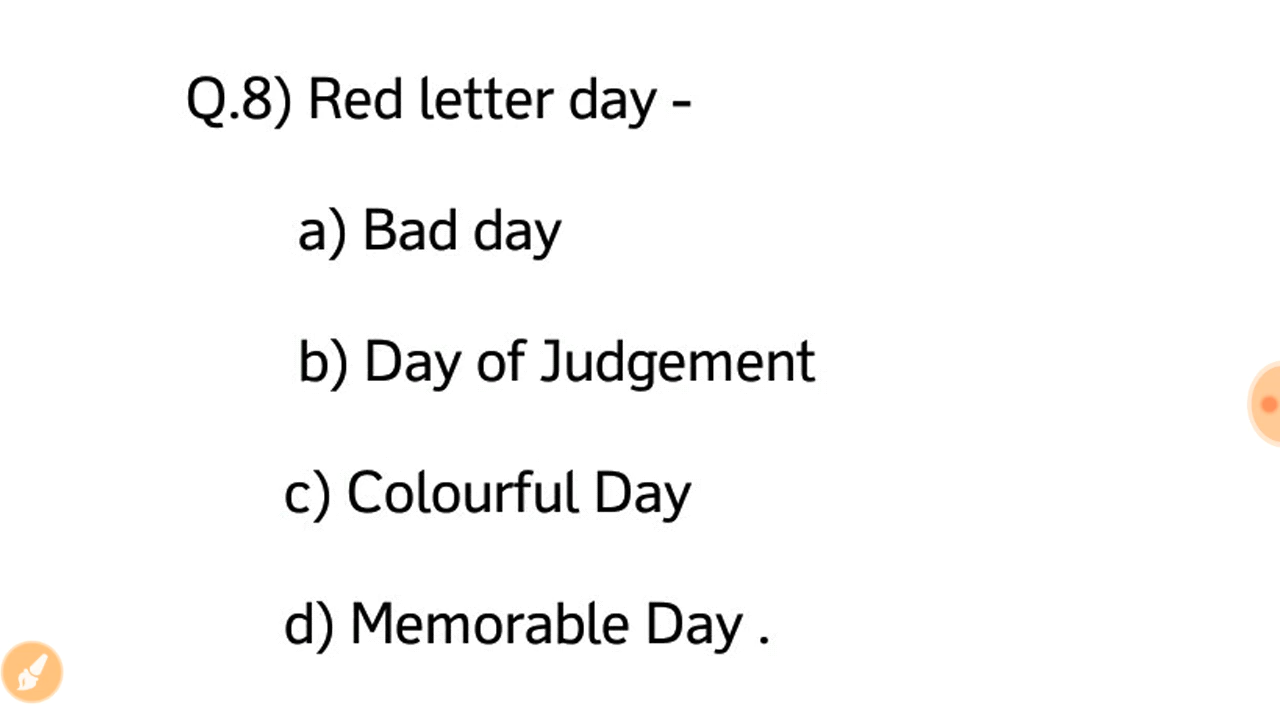 Q.8) Red letter day -
a) Bad day
b) Day of Judgement
c) Colourful Day
d) Memorable Day .